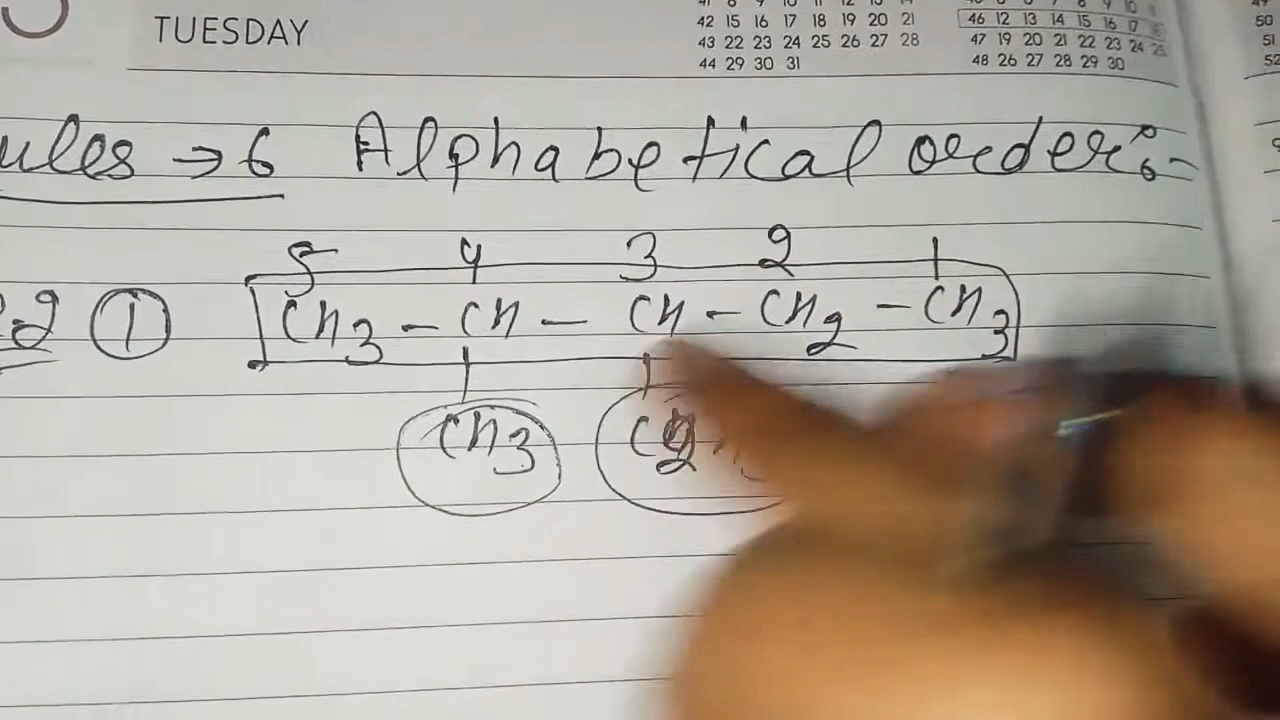 TUESDAY
42 15 16 17 18 19 20 21
43 22 23 24 25 26 27 28
44 29 30 31
46 12 13 14 15 16 17
47 19 20 21 22 23 24 25
48 26 27 28 29 30
50
51
52
ules → 6 Alphabetical order:-
5 4 3 2 1
① CH3 - CH - CH - CH2 - CH3
CH3